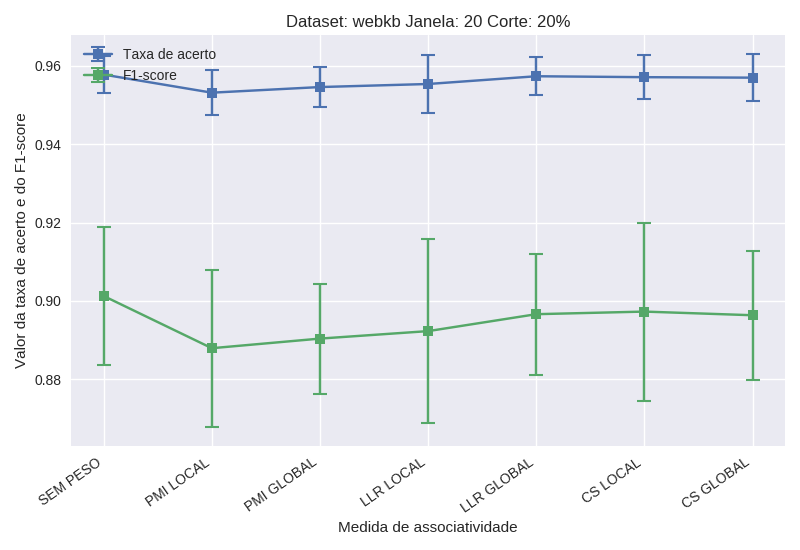 Dataset: webkb Janela: 20 Corte: 20%
Taxa de acerto
F1-score
Valor da taxa de acerto e do F1-score
0.96
0.94
0.92
0.90
0.88
SEM PESO
PMI LOCAL
PMI GLOBAL
LLR LOCAL
LLR GLOBAL
CS LOCAL
CS GLOBAL
Medida de associatividade